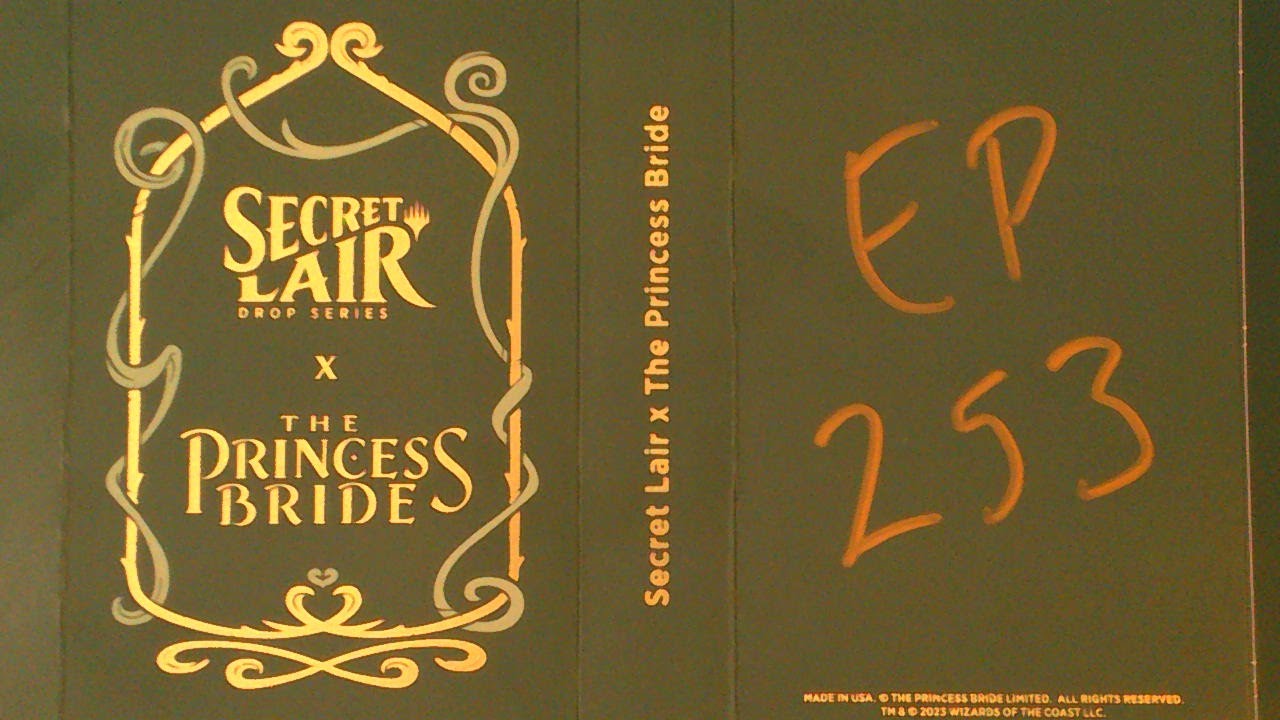 SECRET
LAIR
DROP SERIES
X
THE
PRINCESS
BRIDE
Secret Lair x The Princess Bride
EP
253
MADE IN USA. © THE PRINCESS BRIDE LIMITED. ALL RIGHTS RESERVED.
TM & © 2023 WIZARDS OF THE COAST LLC.